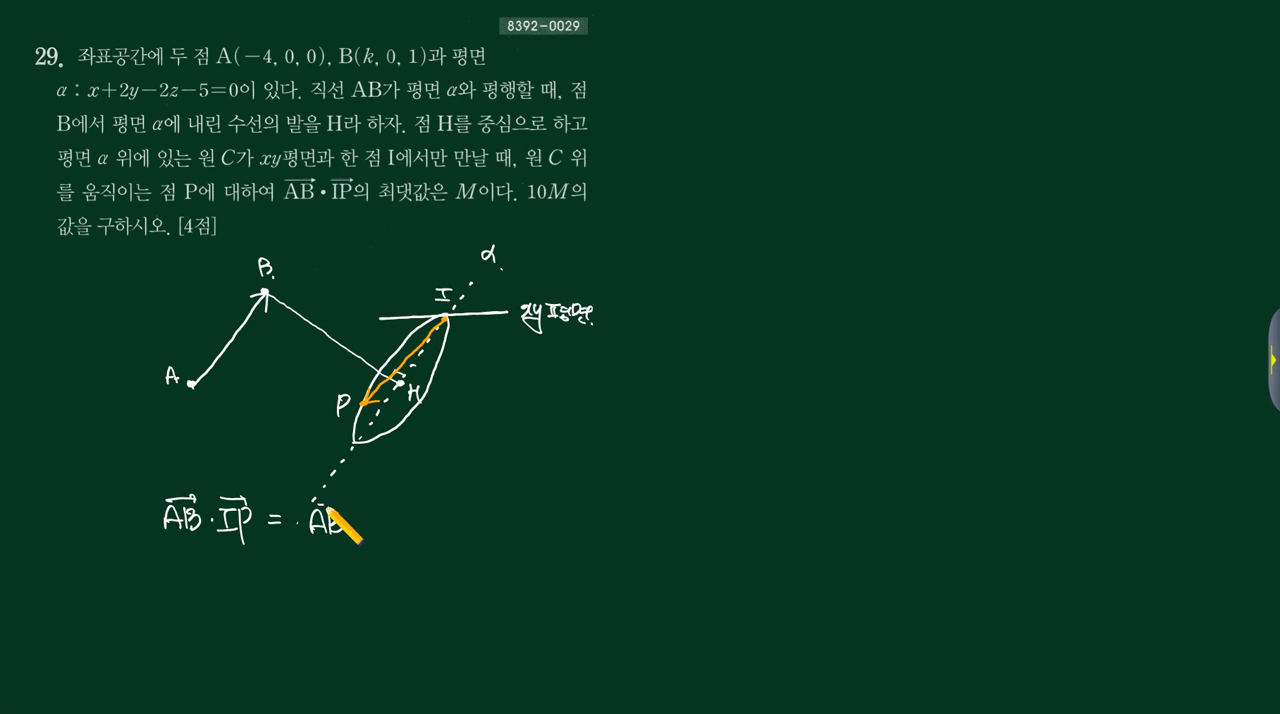 8392-0029
29. 좌표공간에 두 점 A(−4, 0, 0), B(k, 0, 1)과 평면
α : x+2y−2z−5=0이 있다. 직선 AB가 평면 α와 평행할 때, 점
B에서 평면 α에 내린 수선의 발을 H라 하자. 점 H를 중심으로 하고
평면 α 위에 있는 원 C가 xy평면과 한 점 I에서만 만날 때, 원 C 위
를 움직이는 점 P에 대하여 \overrightarrow{AB}•\overrightarrow{IP}의 최댓값은 M이다. 10M의
값을 구하시오. [4점]
α.
B.
I
xy평면.
A
H
P
\overrightarrow{AB}·\overrightarrow{IP} = AB